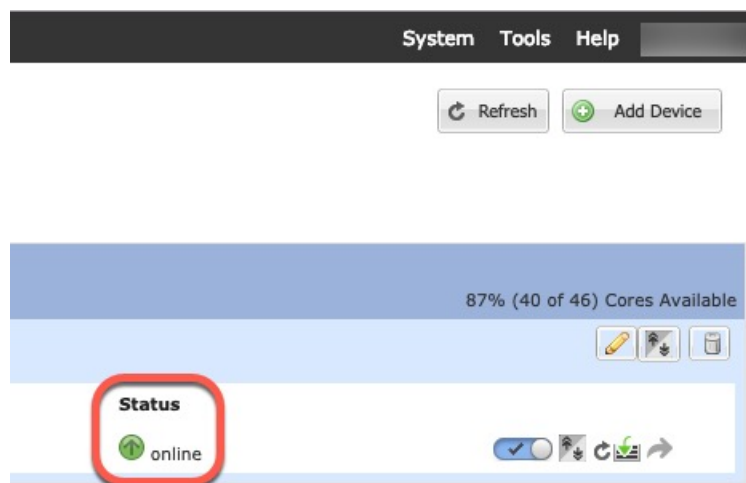 System Tools Help
Refresh Add Device
87% (40 of 46) Cores Available
Status
online